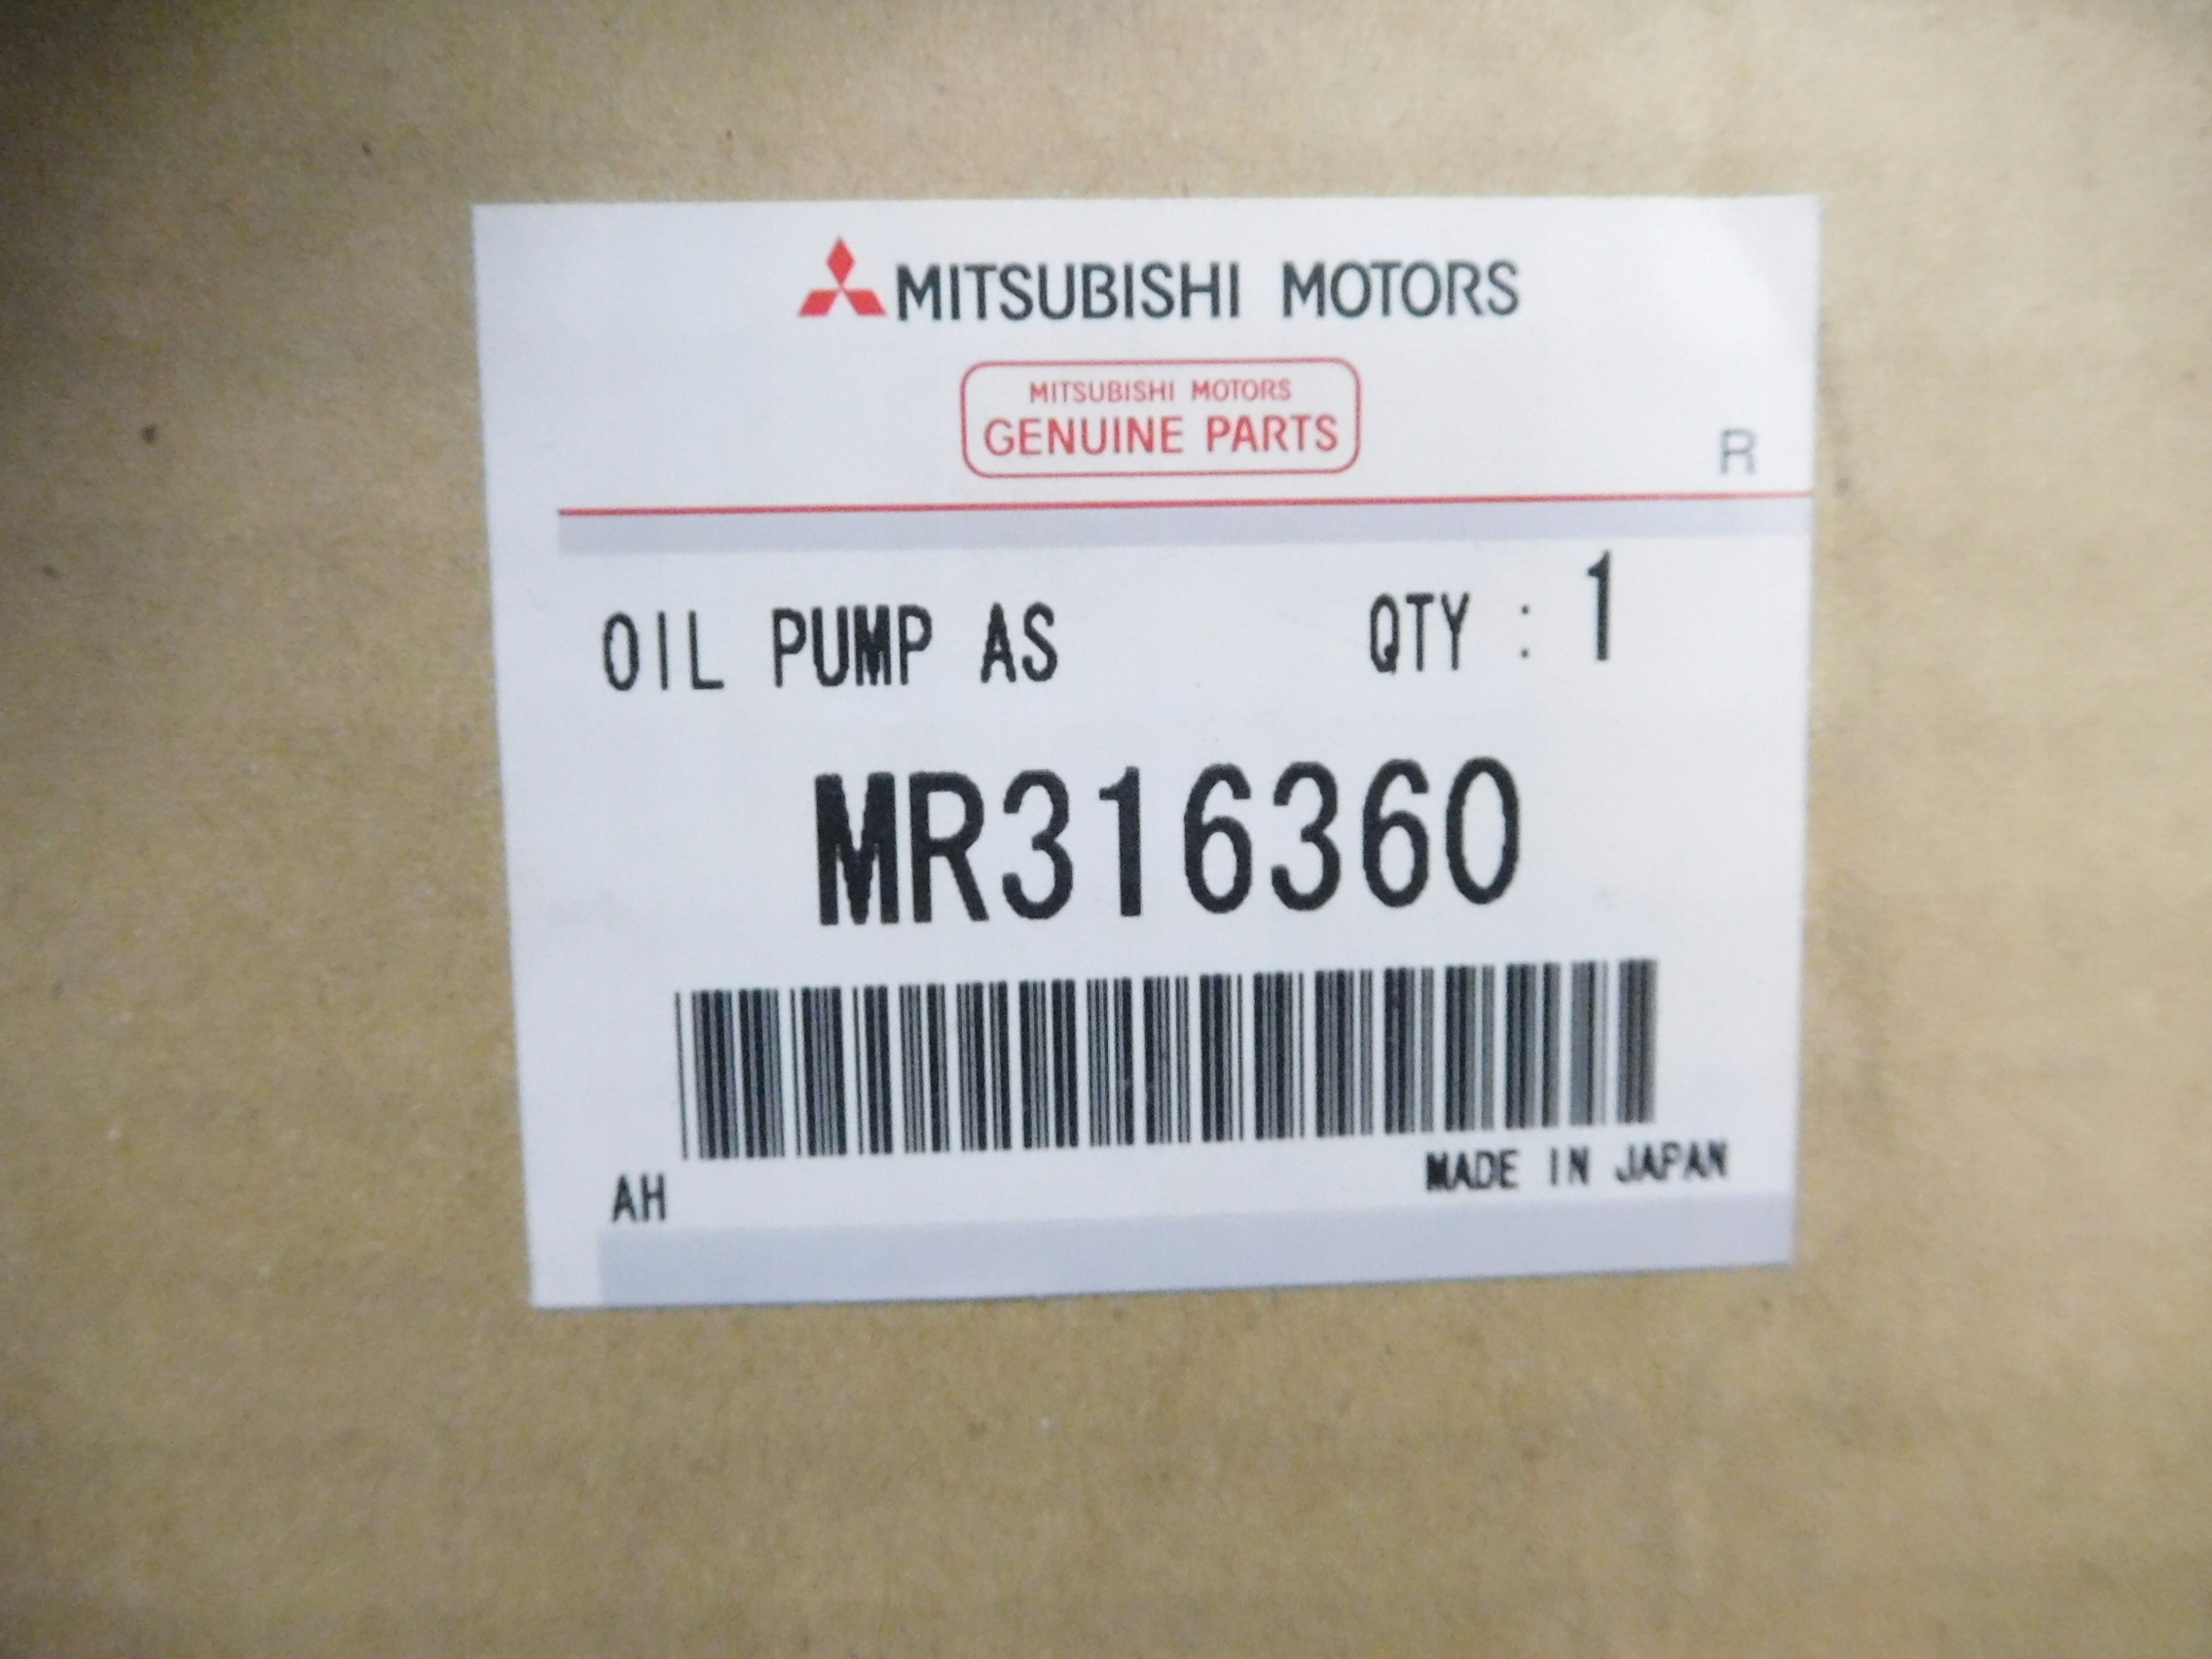 MITSUBISHI MOTORS
MITSUBISHI MOTORS
GENUINE PARTS
R
OIL PUMP AS QTY : 1
MR316360
AH MADE IN JAPAN